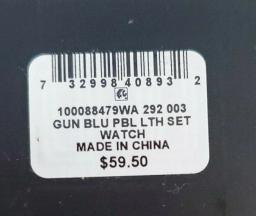 7 32998 40893 2
100088479WA 292 003
GUN BLU PBL LTH SET
WATCH
MADE IN CHINA
$59.50